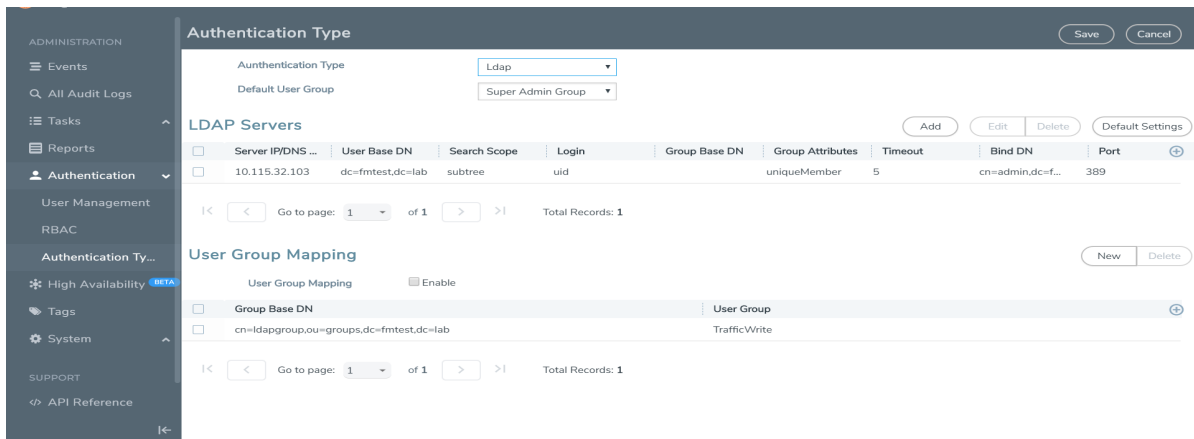 ADMINISTRATION
Events
All Audit Logs
Tasks
Reports
Authentication
User Management
RBAC
Authentication Ty...
High Availability BETA
Tags
System
SUPPORT
API Reference
Authentication Type
Save Cancel
Aunthentication Type Ldap
Default User Group Super Admin Group
LDAP Servers
Add Edit Delete Default Settings
Server IP/DNS ... User Base DN Search Scope Login Group Base DN Group Attributes Timeout Bind DN Port
10.115.32.103 dc=fmtest,dc=lab subtree uid uniqueMember 5 cn=admin,dc=f... 389
Go to page: 1 of 1 Total Records: 1
User Group Mapping
New Delete
User Group Mapping Enable
Group Base DN User Group
cn=ldapgroup,ou=groups,dc=fmtest,dc=lab TrafficWrite
Go to page: 1 of 1 Total Records: 1